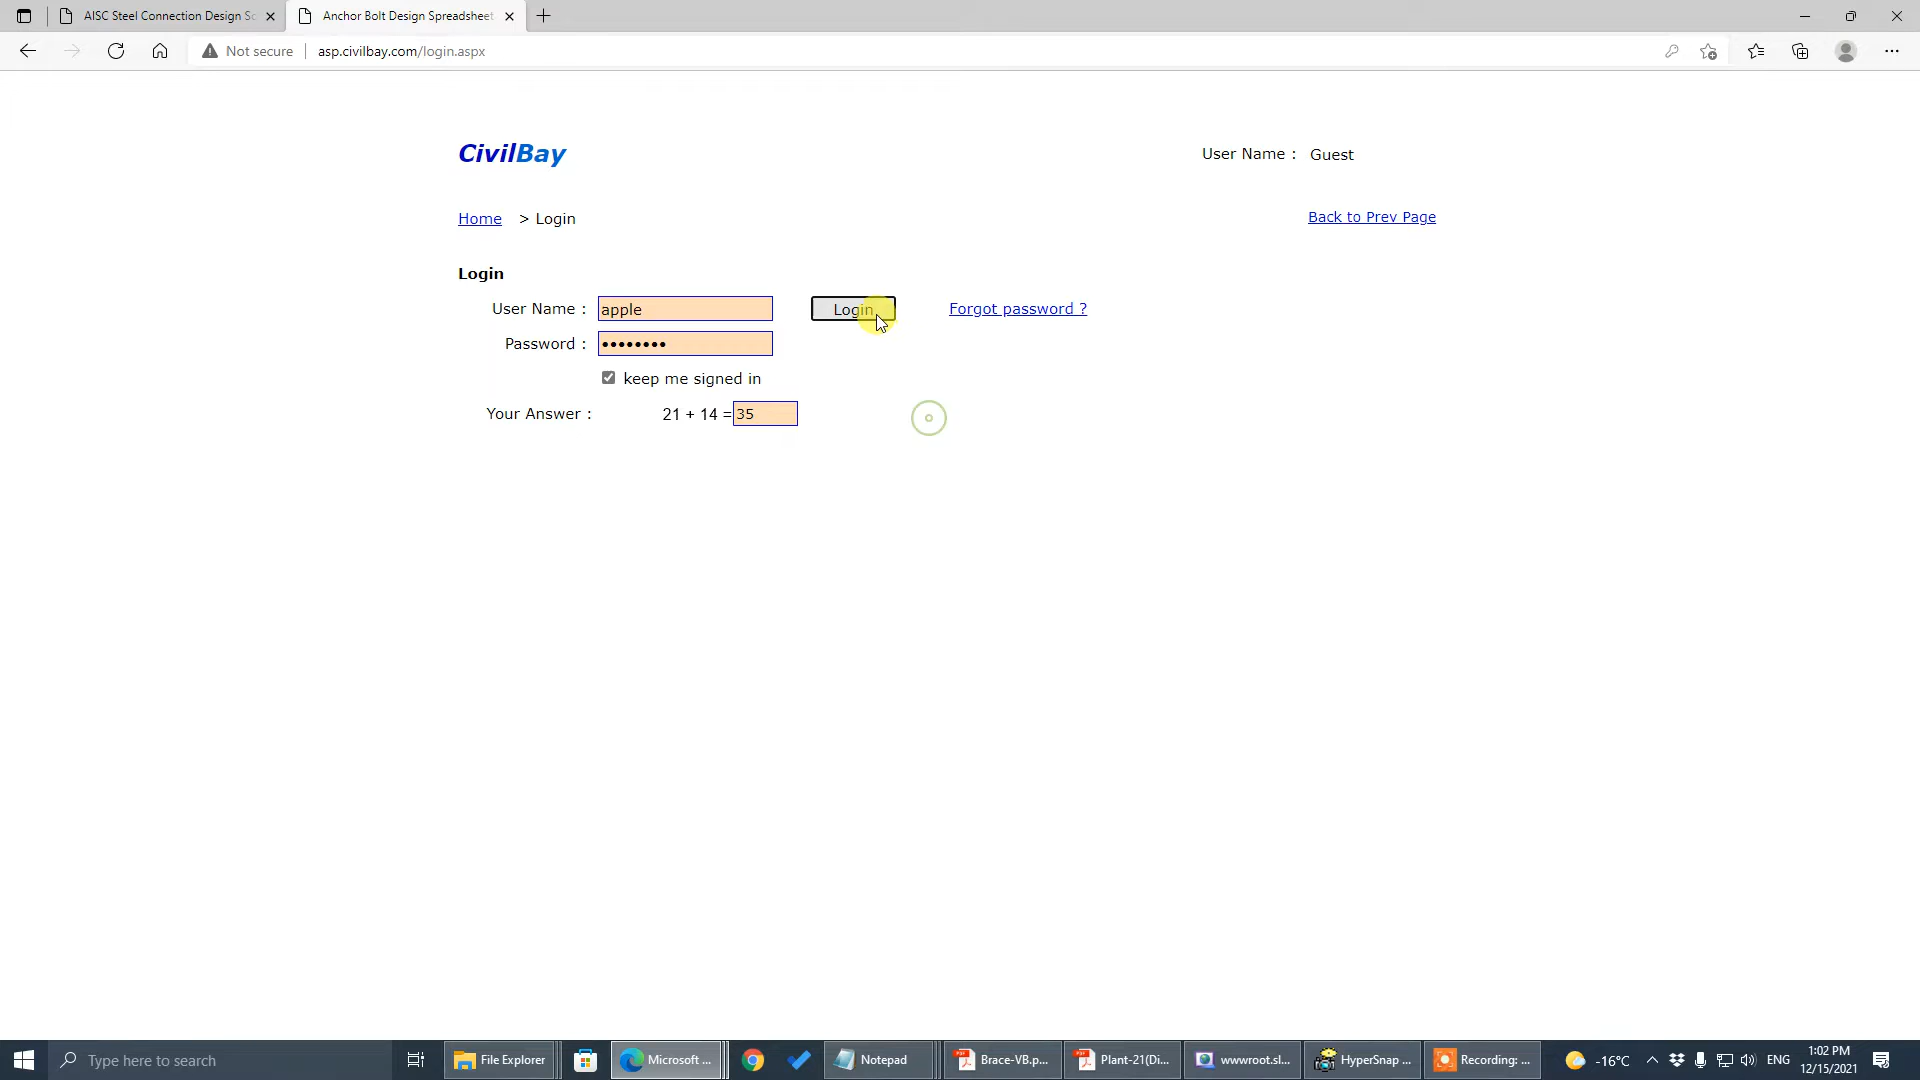 AISC Steel Connection Design So
Anchor Bolt Design Spreadsheet
Not secure
asp.civilbay.com/login.aspx
CivilBay
User Name : Guest
Home > Login
Back to Prev Page
Login
User Name : apple
Login
Forgot password ?
Password : ••••••••
keep me signed in
Your Answer : 21 + 14 = 35
Type here to search
File Explorer
Microsoft ...
Notepad
Brace-VB.p...
Plant-21(Di...
wwwroot.sl...
HyperSnap ...
Recording: ...
-16°C
ENG
1:02 PM
12/15/2021